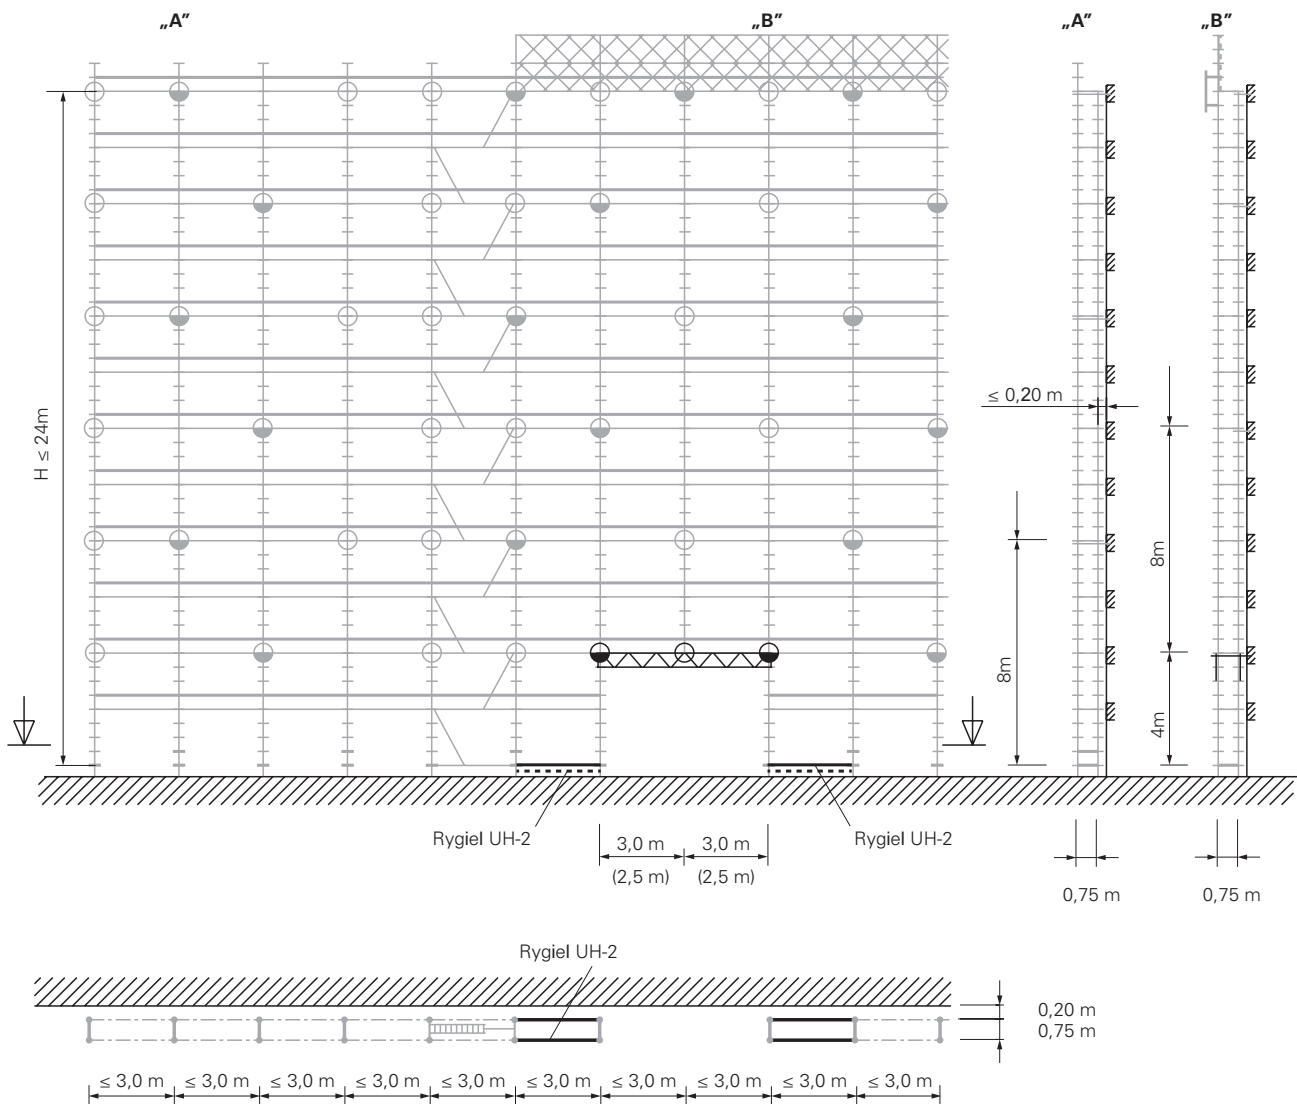 „A”
„B”
„A”
„B”
H ≤ 24m
≤ 0,20 m
8m
8m
4m
Rygiel UH-2
Rygiel UH-2
3,0 m
3,0 m
(2,5 m)
(2,5 m)
0,75 m
0,75 m
Rygiel UH-2
0,20 m
0,75 m
≤ 3,0 m
≤ 3,0 m
≤ 3,0 m
≤ 3,0 m
≤ 3,0 m
≤ 3,0 m
≤ 3,0 m
≤ 3,0 m
≤ 3,0 m
≤ 3,0 m